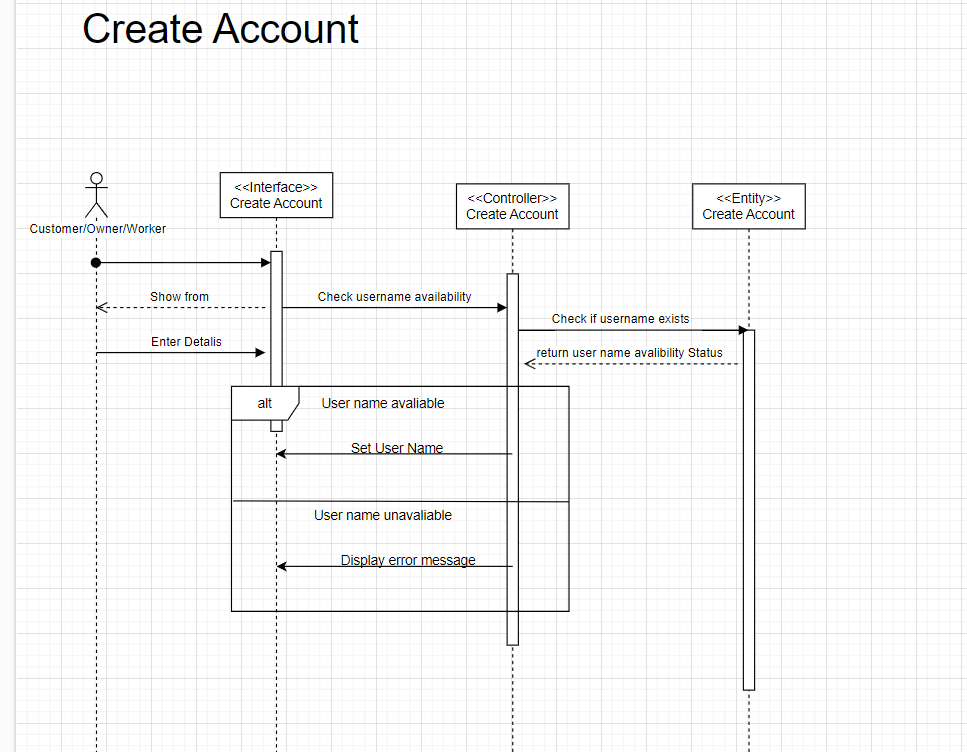 Create Account
<<Interface>>
Create Account
<<Controller>>
Create Account
<<Entity>>
Create Account
Customer/Owner/Worker
Show from
Check username availability
Check if username exists
Enter Detalis
return user name avalibility Status
alt
User name avaliable
Set User Name
User name unavaliable
Display error message